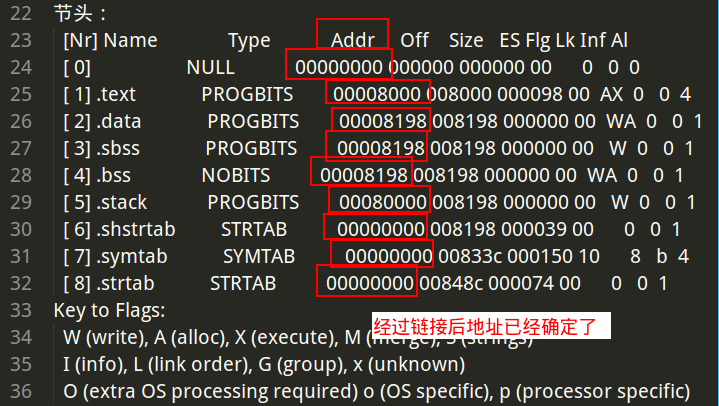 22 节头：
23 [Nr] Name Type Addr Off Size ES Flg Lk Inf Al
24 [ 0] NULL 00000000 000000 000000 00 0 0 0
25 [ 1] .text PROGBITS 00008000 008000 000098 00 AX 0 0 4
26 [ 2] .data PROGBITS 00008198 008198 000000 00 WA 0 0 1
27 [ 3] .sbss PROGBITS 00008198 008198 000000 00 W 0 0 1
28 [ 4] .bss NOBITS 00008198 008198 000000 00 WA 0 0 1
29 [ 5] .stack PROGBITS 00080000 008198 000000 00 W 0 0 1
30 [ 6] .shstrtab STRTAB 00000000 008198 000039 00 0 0 1
31 [ 7] .symtab SYMTAB 00000000 00833c 000150 10 8 b 4
32 [ 8] .strtab STRTAB 00000000 00848c 000074 00 0 0 1
33 Key to Flags:
经过链接后地址已经确定了
34 W (write), A (alloc), X (execute), M (merge), S (strings)
35 I (info), L (link order), G (group), x (unknown)
36 O (extra OS processing required) o (OS specific), p (processor specific)